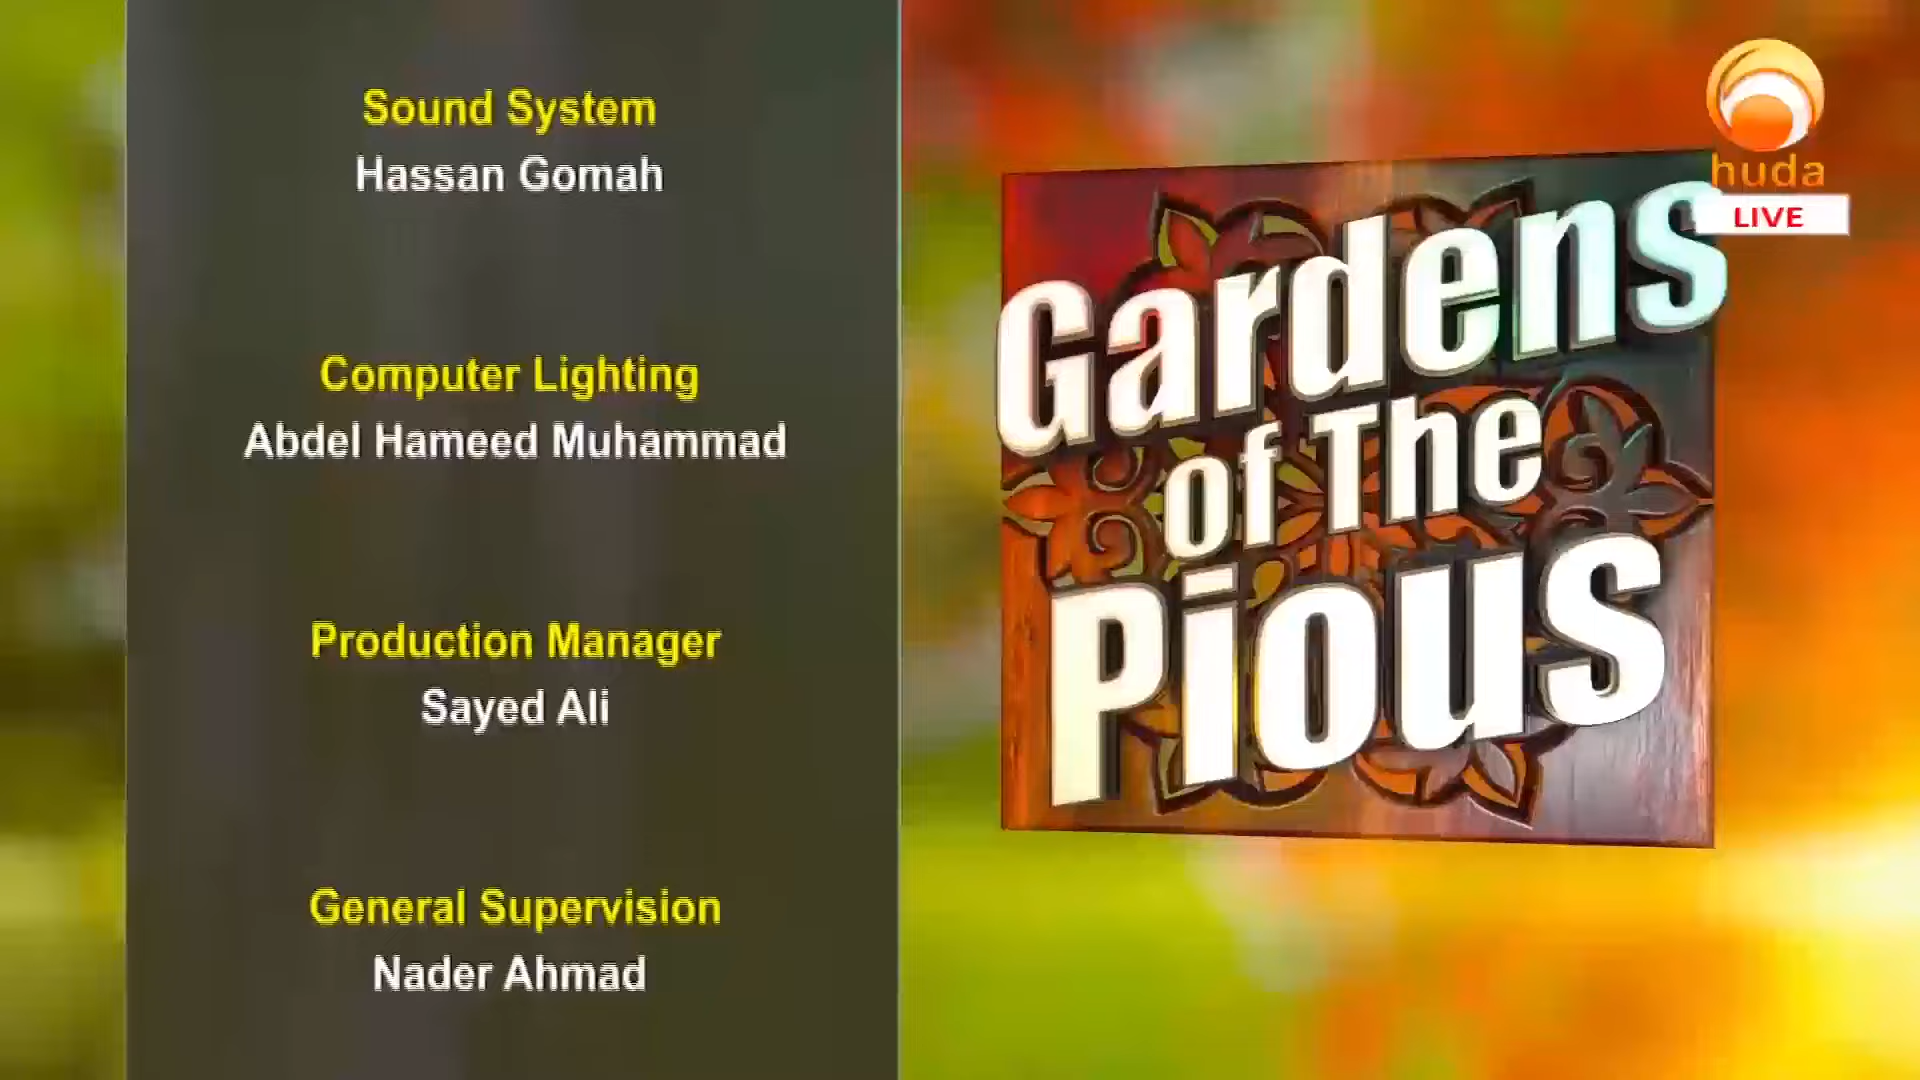 Sound System
Hassan Gomah
Computer Lighting
Abdel Hameed Muhammad
Production Manager
Sayed Ali
General Supervision
Nader Ahmad
Gardens
of The
Pious
huda
LIVE